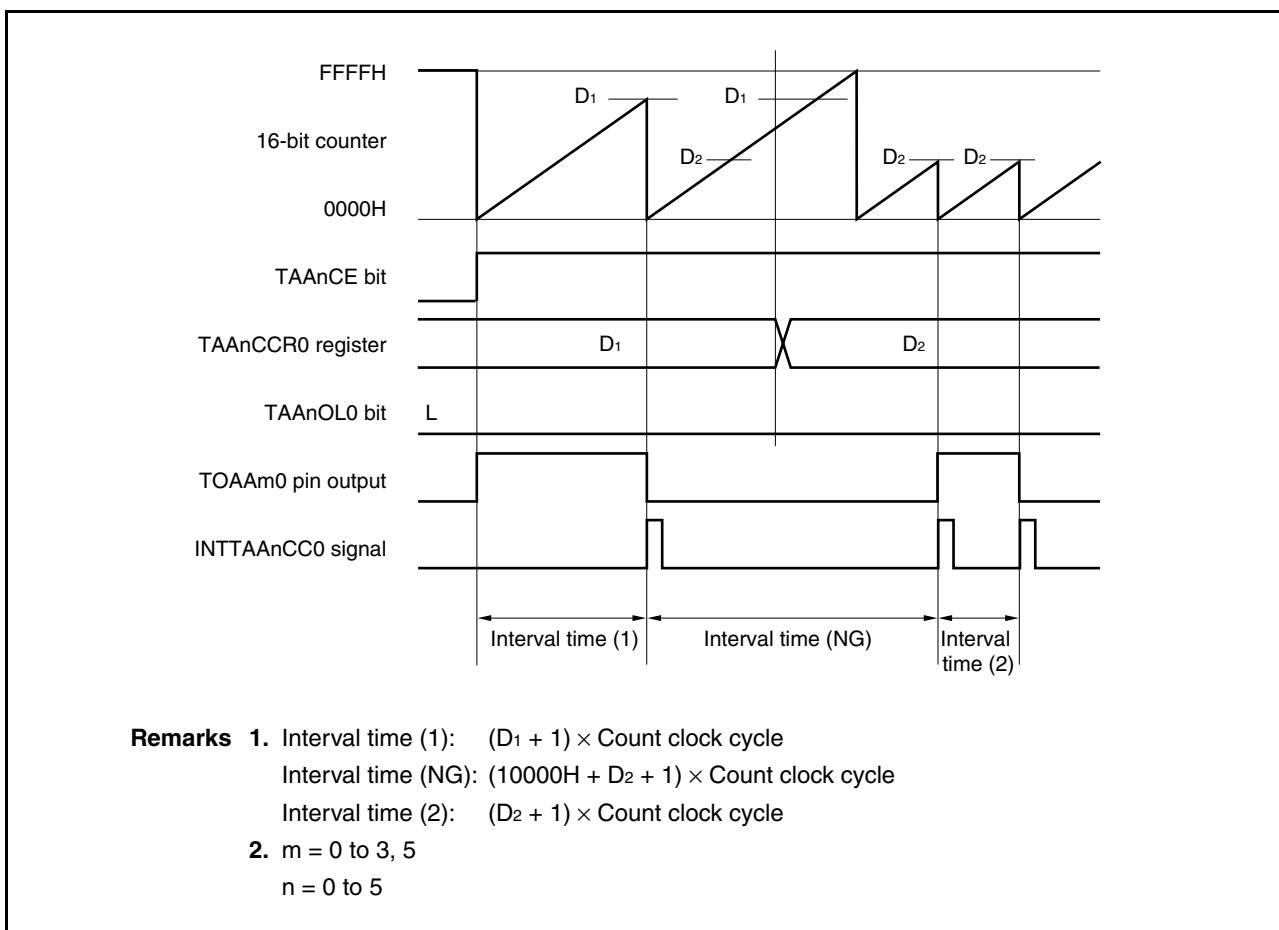 FFFFH
D1 D1
16-bit counter
D2 D2 D2
0000H
TAAnCE bit
TAAnCCR0 register D1 D2
TAAnOL0 bit L
TOAAm0 pin output
INTTAAnCC0 signal
Interval time (1) Interval time (NG) Interval
time (2)
Remarks 1. Interval time (1): (D1 + 1) × Count clock cycle
Interval time (NG): (10000H + D2 + 1) × Count clock cycle
Interval time (2): (D2 + 1) × Count clock cycle
2. m = 0 to 3, 5
n = 0 to 5